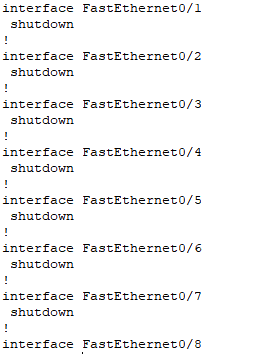 interface FastEthernet0/1
 shutdown
!
interface FastEthernet0/2
 shutdown
!
interface FastEthernet0/3
 shutdown
!
interface FastEthernet0/4
 shutdown
!
interface FastEthernet0/5
 shutdown
!
interface FastEthernet0/6
 shutdown
!
interface FastEthernet0/7
 shutdown
!
interface FastEthernet0/8